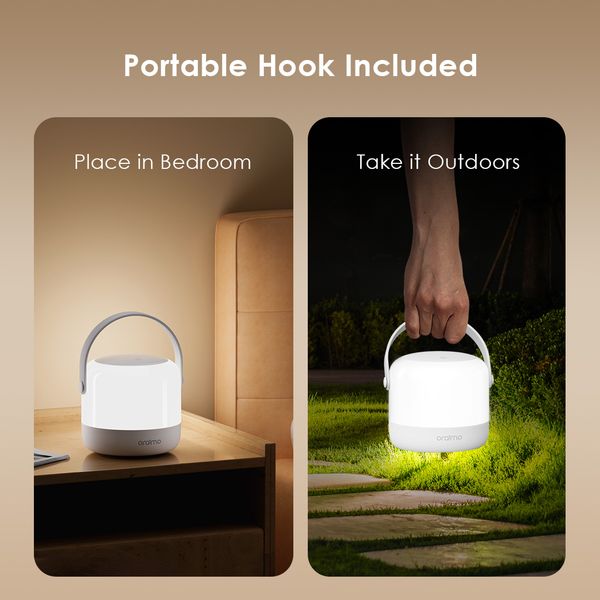 Portable Hook Included
Place in Bedroom
Take it Outdoors
oraimo
oraimo